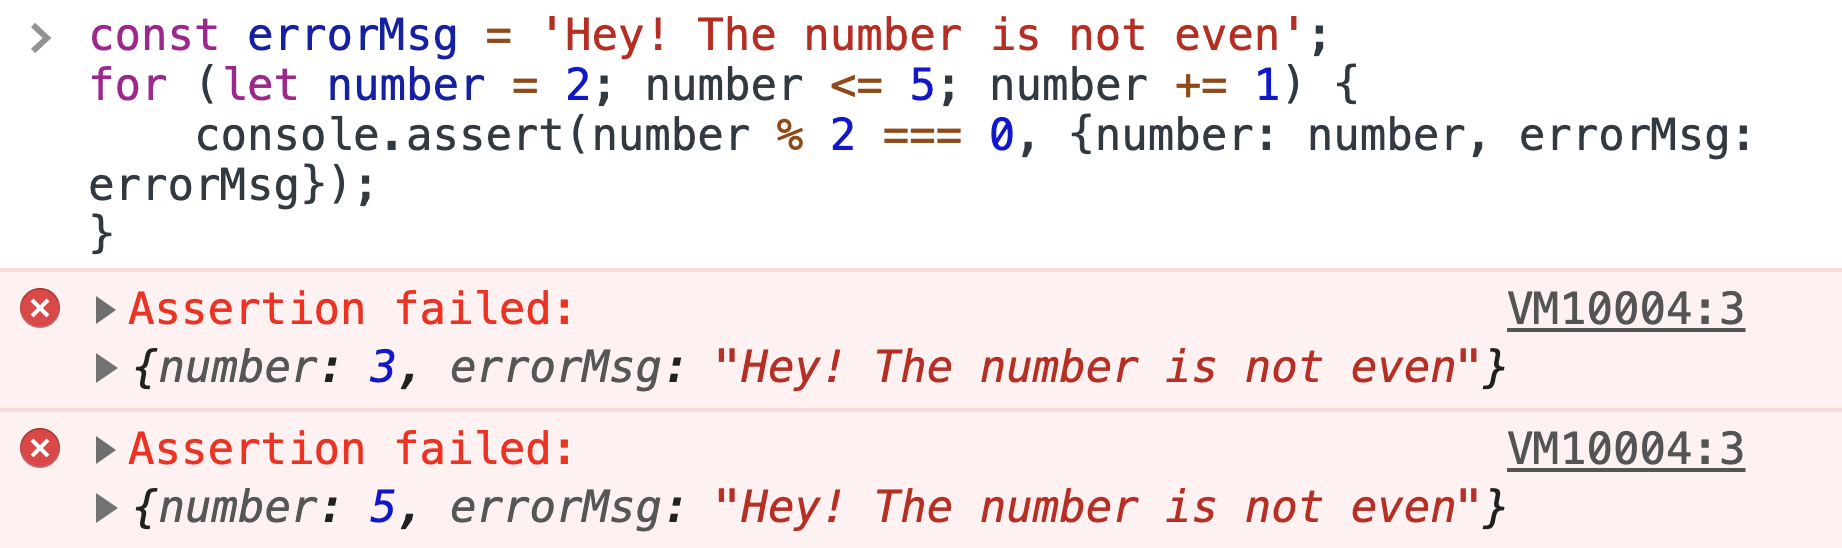 const errorMsg = 'Hey! The number is not even';
for (let number = 2; number <= 5; number += 1) {
    console.assert(number % 2 === 0, {number: number, errorMsg:
errorMsg});
}
Assertion failed: VM10004:3
{number: 3, errorMsg: "Hey! The number is not even"}
Assertion failed: VM10004:3
{number: 5, errorMsg: "Hey! The number is not even"}